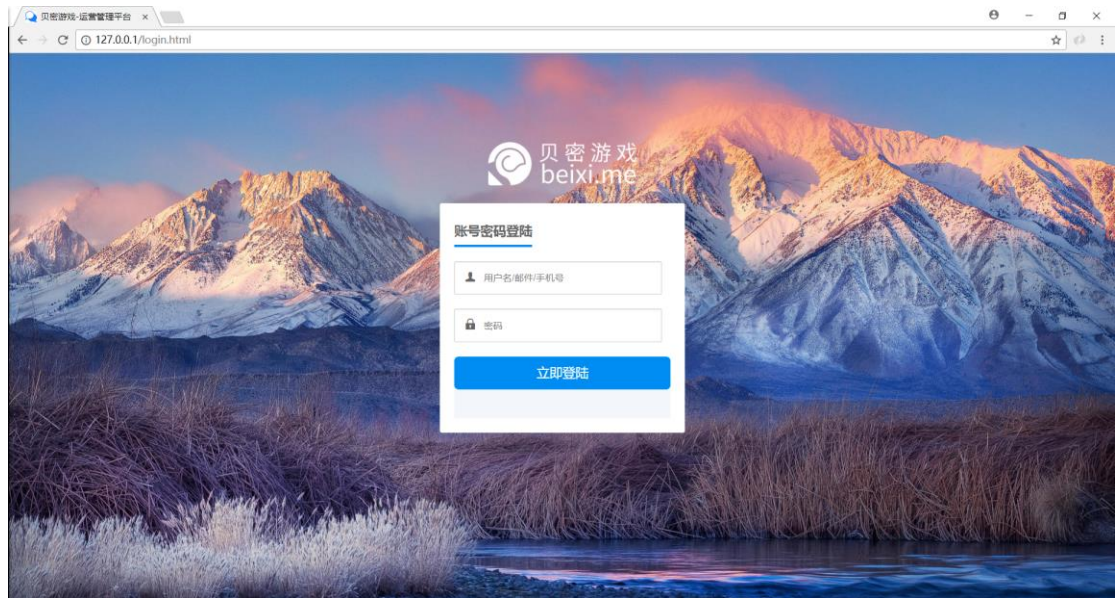 贝密游戏-运营管理平台
127.0.0.1/login.html
贝密游戏
beixi.me
账号密码登陆
用户名/邮件/手机号
密码
立即登陆